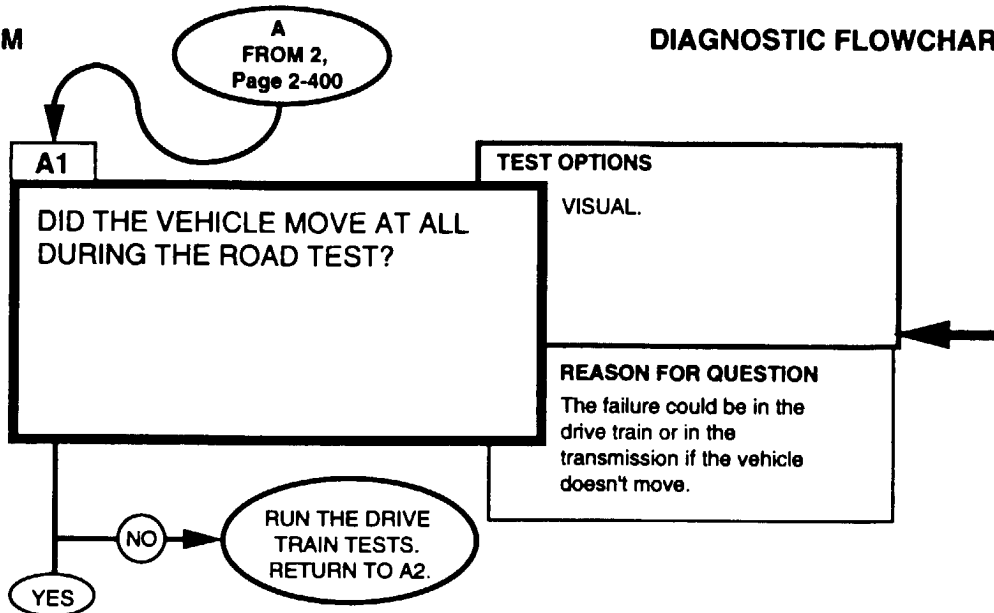 M
DIAGNOSTIC FLOWCHAR
A
FROM 2,
Page 2-400
A1
DID THE VEHICLE MOVE AT ALL
DURING THE ROAD TEST?
TEST OPTIONS
VISUAL.
REASON FOR QUESTION
The failure could be in the
drive train or in the
transmission if the vehicle
doesn't move.
NO
RUN THE DRIVE
TRAIN TESTS.
RETURN TO A2.
YES